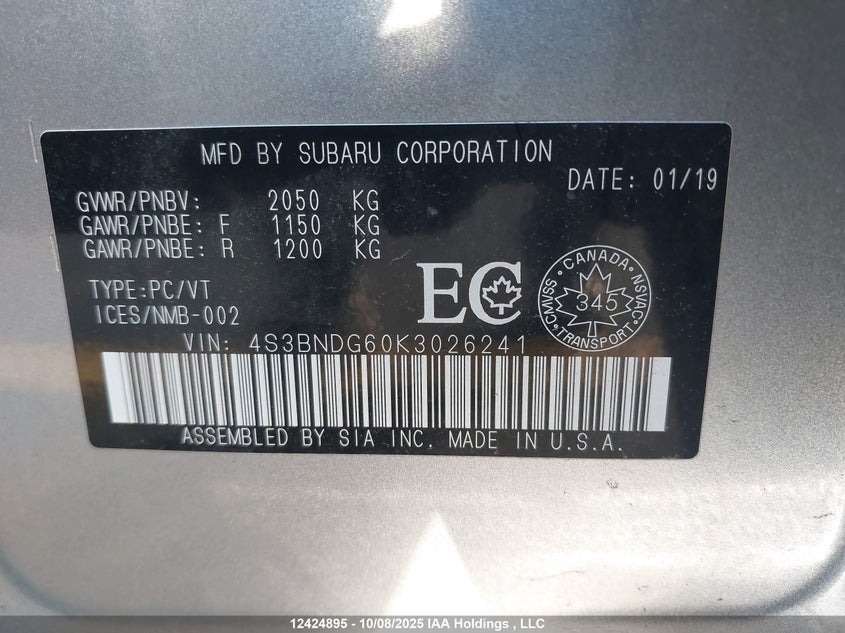 MFD BY SUBARU CORPORATION
DATE: 01/19
GVWR/PNBV: 2050 KG
GAWR/PNBE: F 1150 KG
GAWR/PNBE: R 1200 KG
TYPE:PC/VT
ICES/NMB-002
EC
CANADA
CMVSS 345 NSVAC
TRANSPORT
VIN: 4S3BNDG60K3026241
ASSEMBLED BY SIA INC. MADE IN U.S.A.
12424895 - 10/08/2025 IAA Holdings , LLC